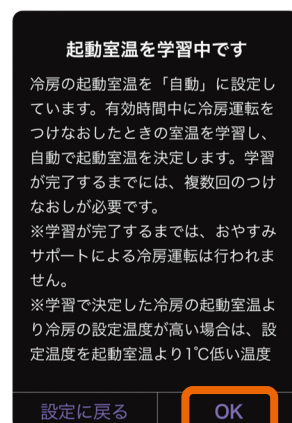 起動室温を学習中です
冷房の起動室温を「自動」に設定し
ています。有効時間中に冷房運転を
つけなおしたときの室温を学習し、
自動で起動室温を決定します。学習
が完了するまでには、複数回のつけ
なおしが必要です。
※学習が完了するまでは、おやすみ
サポートによる冷房運転は行われま
せん。
※学習で決定した冷房の起動室温よ
り冷房の設定温度が高い場合は、設
定温度を起動室温より1℃低い温度
設定に戻る
OK